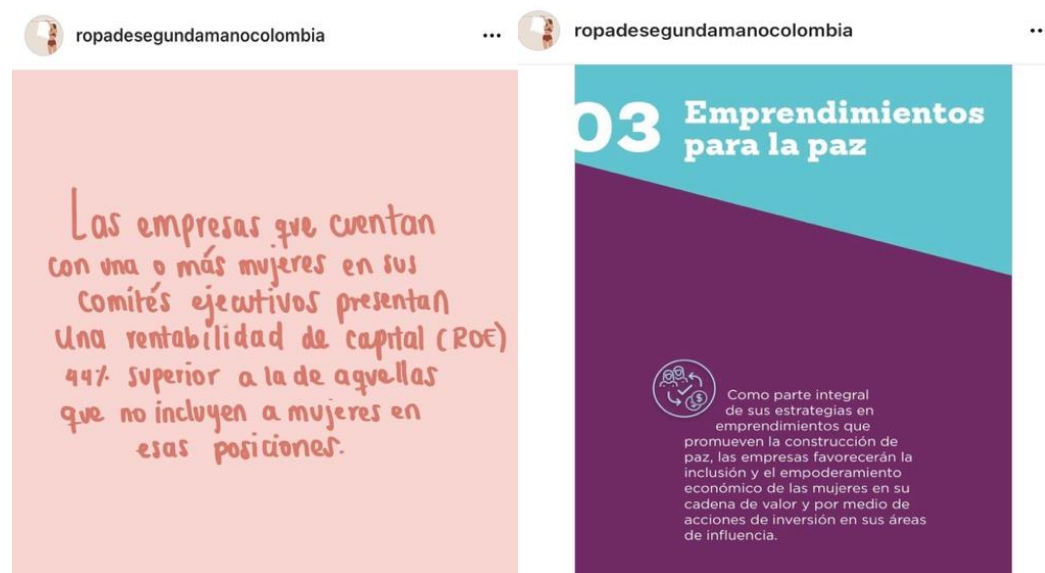 ropadesegundamanocolombia
Las empresas que cuentan
con una o más mujeres en sus
comités ejecutivos presentan
una rentabilidad de capital (ROE)
44% superior a la de aquellas
que no incluyen a mujeres en
esas posiciones.
ropadesegundamanocolombia
03
Emprendimientos
para la paz
Como parte integral
de sus estrategias en
emprendimientos que
promueven la construcción de
paz, las empresas favorecerán la
inclusión y el empoderamiento
económico de las mujeres en su
cadena de valor y por medio de
acciones de inversión en sus áreas
de influencia.